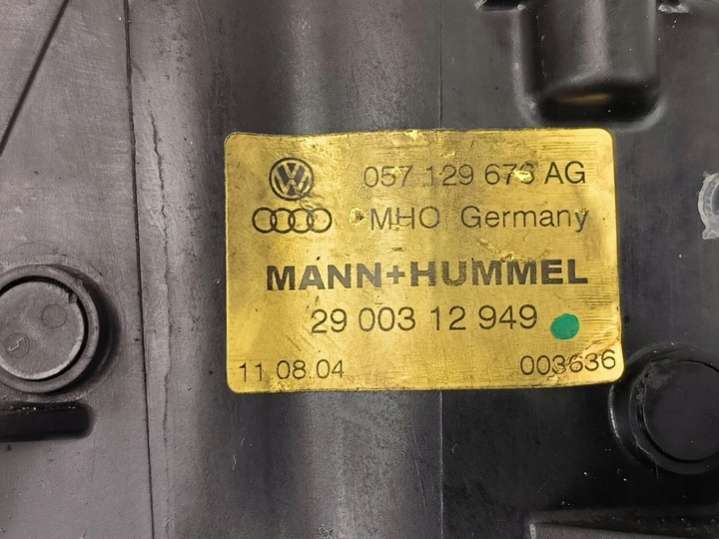 057 129 673 AG
MHO Germany
MANN+HUMMEL
29 003 12 949
11.08.04 003636